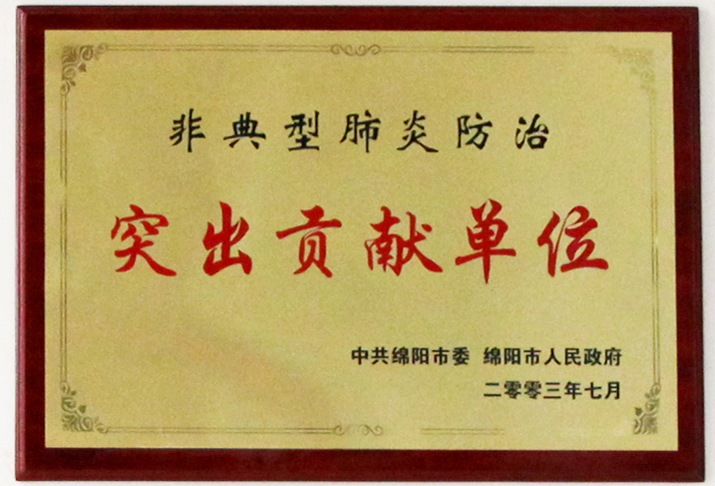 非典型肺炎防治
突出贡献单位
中共绵阳市委 绵阳市人民政府
二零零三年七月